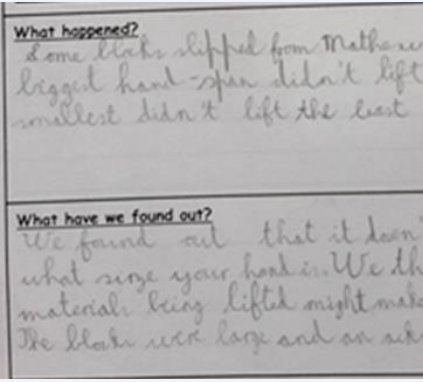 What happened?
Some blocks slipped from
biggest hand-span didn't lift
smallest didn't lift the least
What have we found out?
We found out that it doesn'
what size your hand is. We th
material being lifted might mak
The blocks were large and an